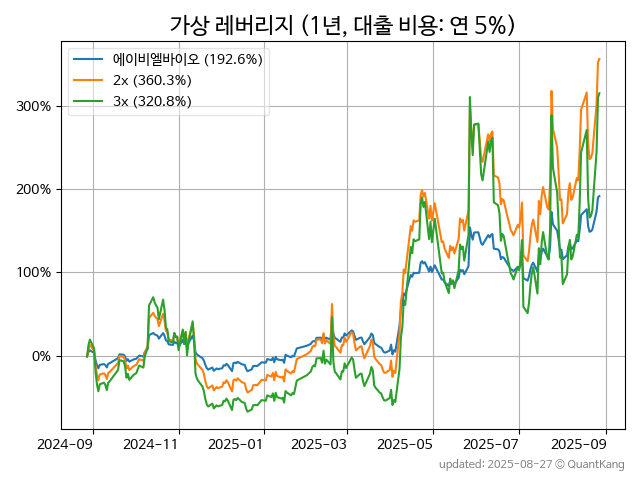 가상 레버리지 (1년, 대출 비용: 연 5%)
에이비엘바이오 (192.6%)
2x (360.3%)
3x (320.8%)
300%
200%
100%
0%
2024-09 2024-11 2025-01 2025-03 2025-05 2025-07 2025-09
updated: 2025-08-27 © QuantKang